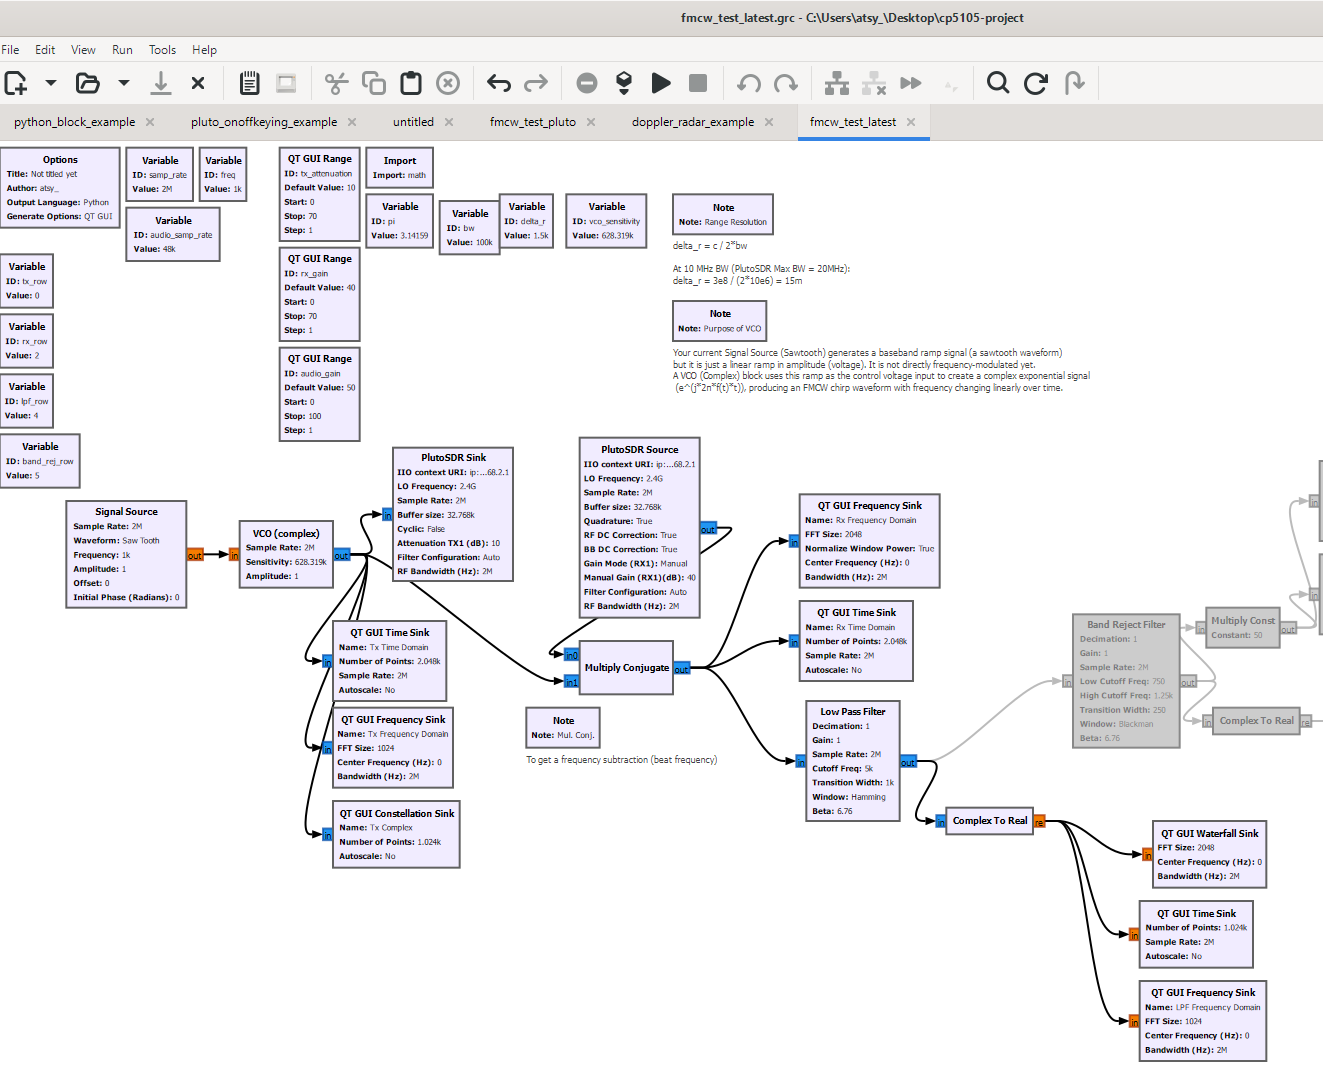 fmcw_test_latest.grc - C:\Users\atsy_\Desktop\cp5105-project
File Edit View Run Tools Help
python_block_example × pluto_onoffkeying_example × untitled × fmcw_test_pluto × doppler_radar_example × fmcw_test_latest ×
Options
Title: Not titled yet
Author: atsy_
Output Language: Python
Generate Options: QT GUI
Variable
ID: samp_rate
Value: 2M
Variable
ID: freq
Value: 1k
Variable
ID: audio_samp_rate
Value: 48k
Variable
ID: tx_row
Value: 0
Variable
ID: rx_row
Value: 2
Variable
ID: lpf_row
Value: 4
Variable
ID: band_rej_row
Value: 5
QT GUI Range
ID: tx_attenuation
Default Value: 10
Start: 0
Stop: 70
Step: 1
QT GUI Range
ID: rx_gain
Default Value: 40
Start: 0
Stop: 70
Step: 1
QT GUI Range
ID: audio_gain
Default Value: 50
Start: 0
Stop: 100
Step: 1
Import
Import: math
Variable
ID: pi
Value: 3.14159
Variable
ID: bw
Value: 100k
Variable
ID: delta_r
Value: 1.5k
Variable
ID: vco_sensitivity
Value: 628.319k
Note
Note: Range Resolution
delta_r = c / 2*bw
At 10 MHz BW (PlutoSDR Max BW = 20MHz):
delta_r = 3e8 / (2*10e6) = 15m
Note
Note: Purpose of VCO
Your current Signal Source (Sawtooth) generates a baseband ramp signal (a sawtooth waveform)
but it is just a linear ramp in amplitude (voltage). It is not directly frequency-modulated yet.
A VCO (Complex) block uses this ramp as the control voltage input to create a complex exponential signal
(e^(j*2π*f(t)*t)), producing an FMCW chirp waveform with frequency changing linearly over time.
Signal Source
Sample Rate: 2M
Waveform: Saw Tooth
Frequency: 1k
Amplitude: 1
Offset: 0
Initial Phase (Radians): 0
out
in
VCO (complex)
Sample Rate: 2M
Sensitivity: 628.319k
Amplitude: 1
out
in
PlutoSDR Sink
IIO context URI: ip:...68.2.1
LO Frequency: 2.4G
Sample Rate: 2M
Buffer size: 32.768k
Cyclic: False
Attenuation TX1 (dB): 10
Filter Configuration: Auto
RF Bandwidth (Hz): 2M
in
QT GUI Time Sink
Name: Tx Time Domain
Number of Points: 2.048k
Sample Rate: 2M
Autoscale: No
in
QT GUI Frequency Sink
Name: Tx Frequency Domain
FFT Size: 1024
Center Frequency (Hz): 0
Bandwidth (Hz): 2M
in
QT GUI Constellation Sink
Name: Tx Complex
Number of Points: 1.024k
Autoscale: No
PlutoSDR Source
IIO context URI: ip:...68.2.1
LO Frequency: 2.4G
Sample Rate: 2M
Buffer size: 32.768k
Quadrature: True
RF DC Correction: True
BB DC Correction: True
Gain Mode (RX1): Manual
Manual Gain (RX1)(dB): 40
Filter Configuration: Auto
RF Bandwidth (Hz): 2M
out
in0
in1
Multiply Conjugate
out
Note
Note: Mul. Conj.
To get a frequency subtraction (beat frequency)
in
QT GUI Frequency Sink
Name: Rx Frequency Domain
FFT Size: 2048
Normalize Window Power: True
Center Frequency (Hz): 0
Bandwidth (Hz): 2M
in
QT GUI Time Sink
Name: Rx Time Domain
Number of Points: 2.048k
Sample Rate: 2M
Autoscale: No
in
Low Pass Filter
Decimation: 1
Gain: 1
Sample Rate: 2M
Cutoff Freq: 5k
Transition Width: 1k
Window: Hamming
Beta: 6.76
out
in
Band Reject Filter
Decimation: 1
Gain: 1
Sample Rate: 2M
Low Cutoff Freq: 750
High Cutoff Freq: 1.25k
Transition Width: 250
Window: Blackman
Beta: 6.76
out
in
Multiply Const
Constant: 50
out
in
in
in
Complex To Real
re
in
Complex To Real
re
in
QT GUI Waterfall Sink
FFT Size: 2048
Center Frequency (Hz): 0
Bandwidth (Hz): 2M
in
QT GUI Time Sink
Number of Points: 1.024k
Sample Rate: 2M
Autoscale: No
in
QT GUI Frequency Sink
Name: LPF Frequency Domain
FFT Size: 1024
Center Frequency (Hz): 0
Bandwidth (Hz): 2M